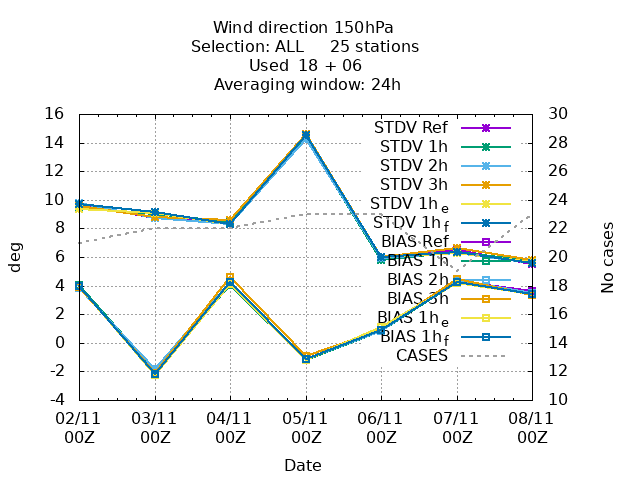 Wind direction 150hPa
Selection: ALL 25 stations
Used 18 + 06
Averaging window: 24h
16 30
14 28
12 26
10 24
8 22
6 20
4 18
2 16
0 14
-2 12
-4 10
deg
No cases
STDV Ref
STDV 1h
STDV 2h
STDV 3h
STDV 1he
STDV 1hf
BIAS Ref
BIAS 1h
BIAS 2h
BIAS 3h
BIAS 1he
BIAS 1hf
CASES
02/11 03/11 04/11 05/11 06/11 07/11 08/11
00Z 00Z 00Z 00Z 00Z 00Z 00Z
Date